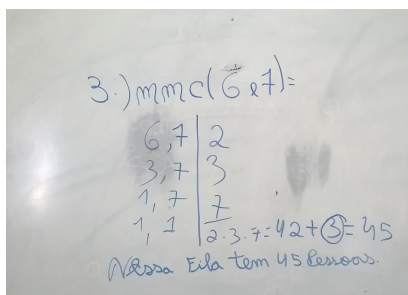 3.) mmc(6 e 7)=
6,7 | 2
3,7 | 3
1,7 | 7
1,1 | 2.3.7=42+3=45
Nessa Fila tem 45 Pessoas.